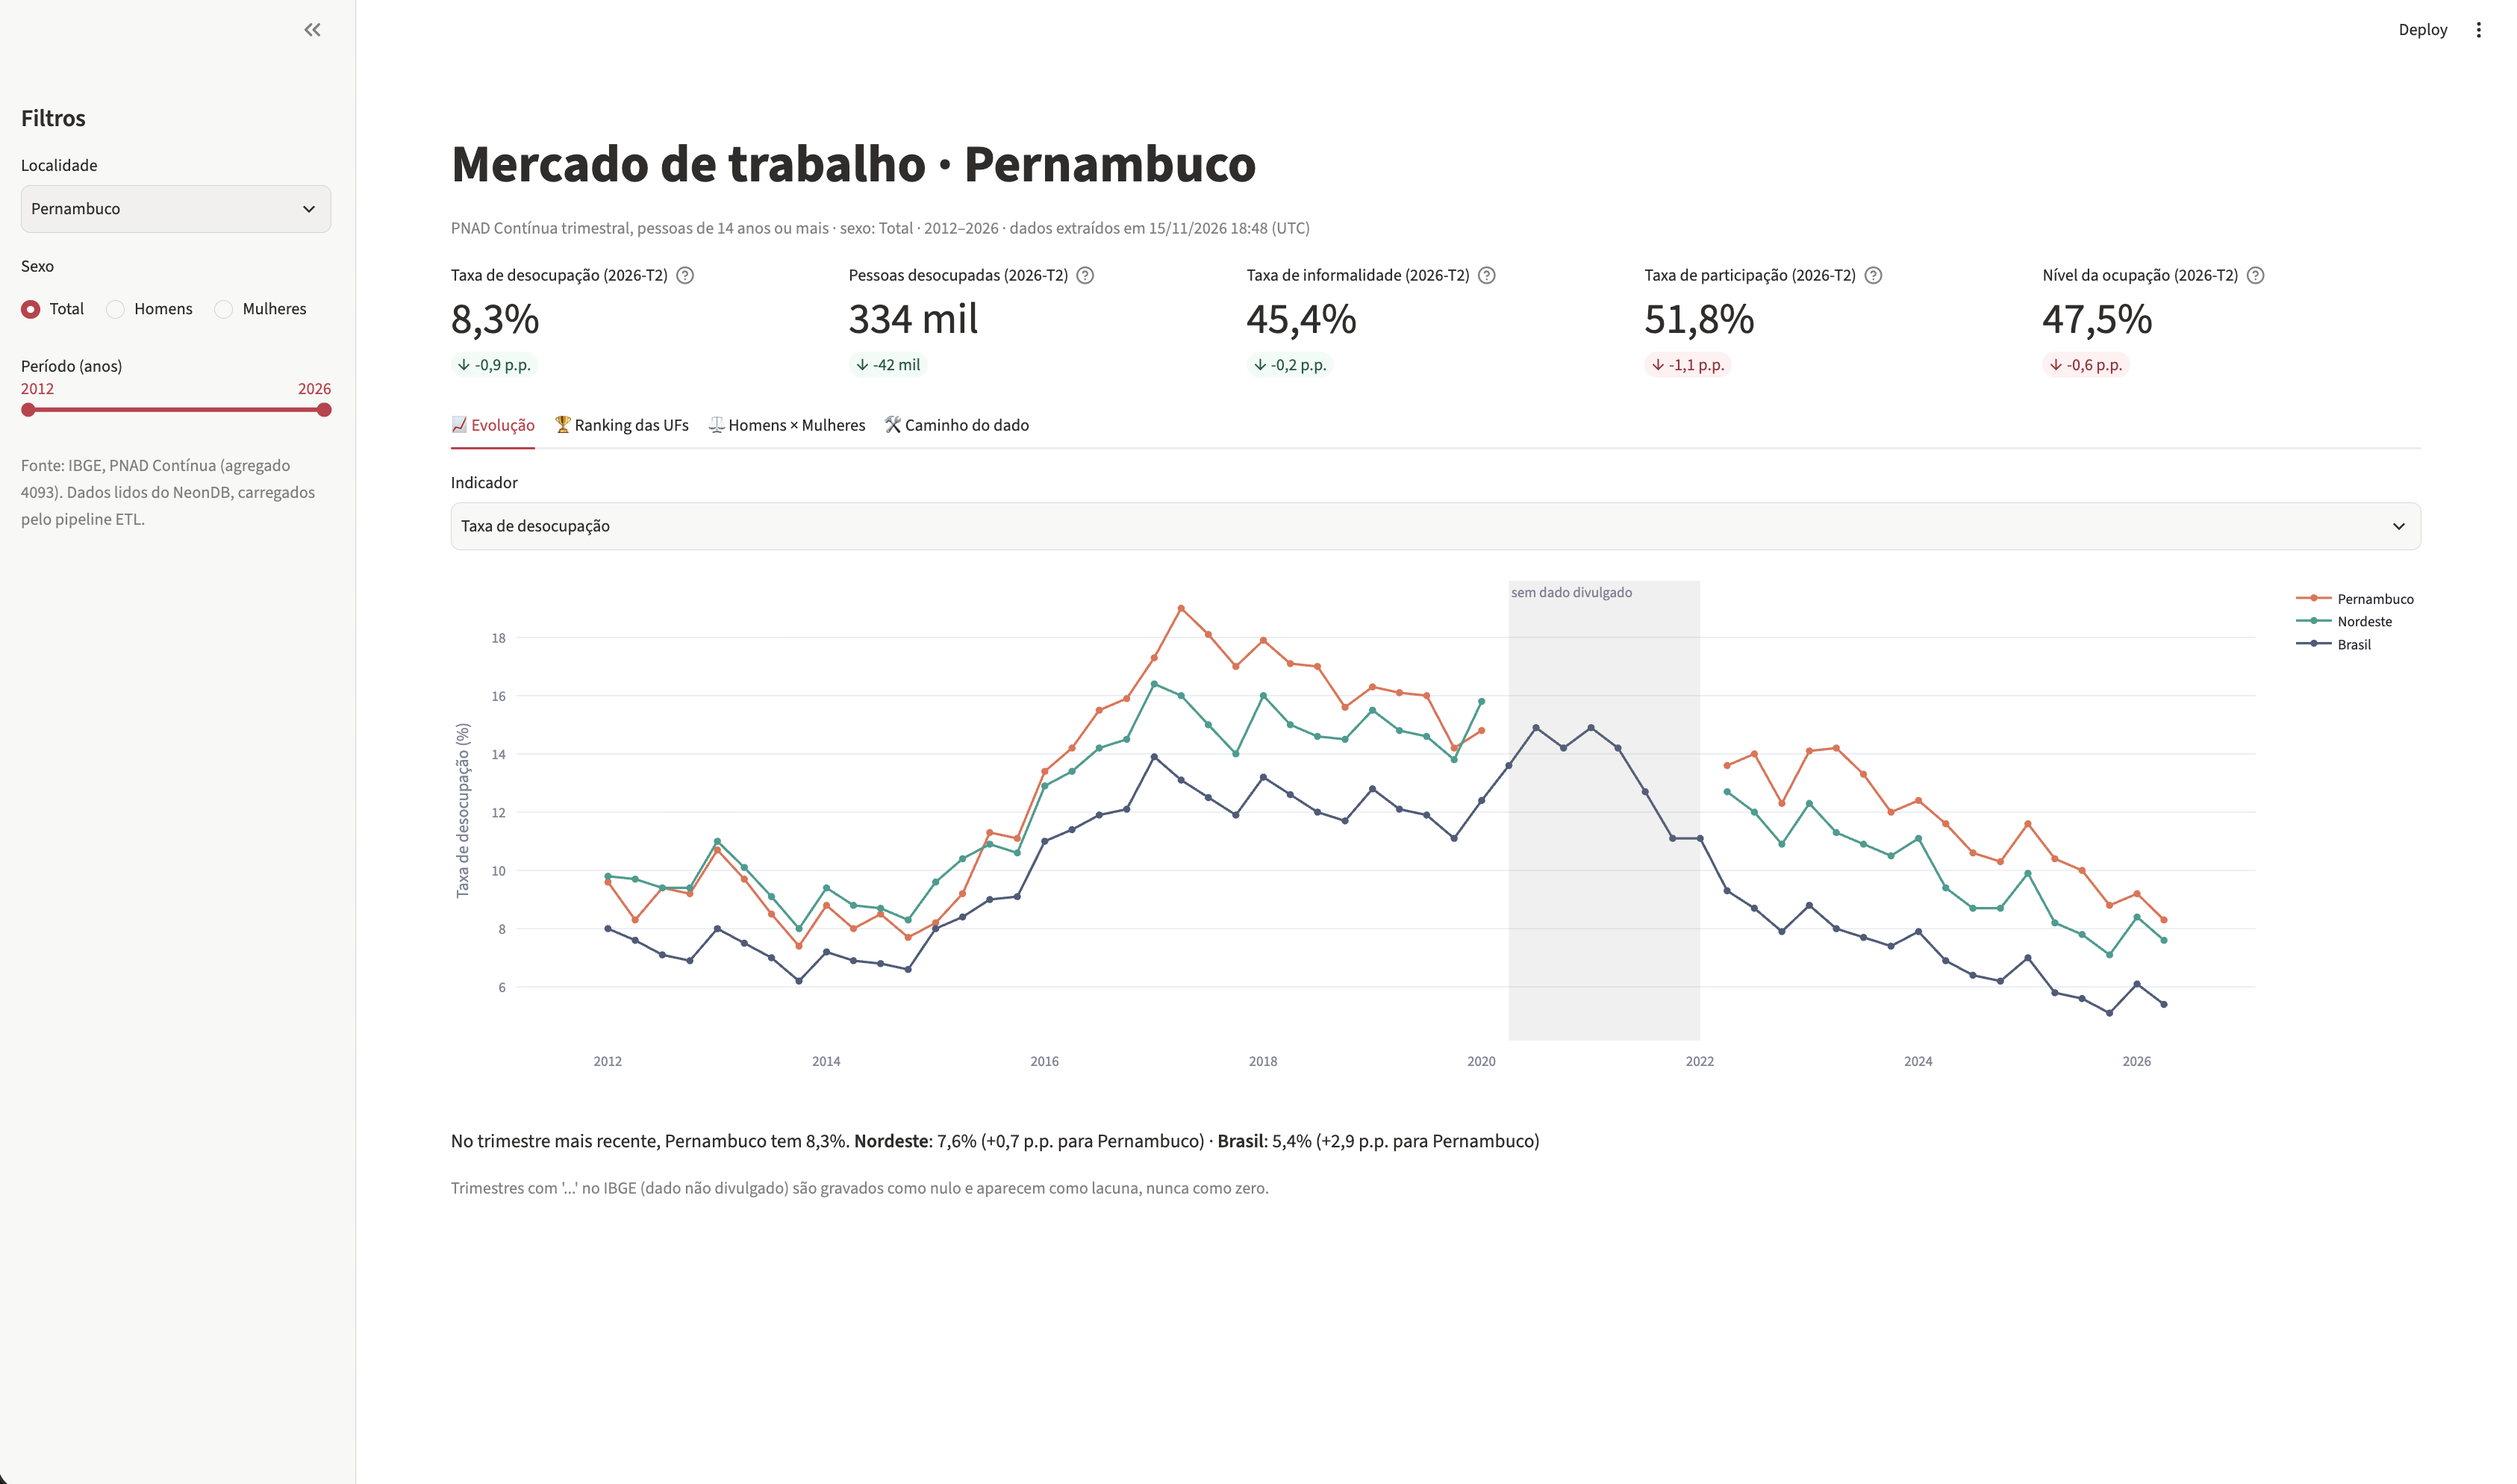 Deploy
Filtros
Localidade
Pernambuco
Sexo
Total Homens Mulheres
Período (anos)
2012 2026
Fonte: IBGE, PNAD Contínua (agregado
4093). Dados lidos do NeonDB, carregados
pelo pipeline ETL.
Mercado de trabalho · Pernambuco
PNAD Contínua trimestral, pessoas de 14 anos ou mais · sexo: Total · 2012–2026 · dados extraídos em 15/11/2026 18:48 (UTC)
Taxa de desocupação (2026-T2)
8,3%
↓ -0,9 p.p.
Pessoas desocupadas (2026-T2)
334 mil
↓ -42 mil
Taxa de informalidade (2026-T2)
45,4%
↓ -0,2 p.p.
Taxa de participação (2026-T2)
51,8%
↓ -1,1 p.p.
Nível da ocupação (2026-T2)
47,5%
↓ -0,6 p.p.
Evolução Ranking das UFs Homens × Mulheres Caminho do dado
Indicador
Taxa de desocupação
sem dado divulgado
Pernambuco
Nordeste
Brasil
Taxa de desocupação (%)
18
16
14
12
10
8
6
2012 2014 2016 2018 2020 2022 2024 2026
No trimestre mais recente, Pernambuco tem 8,3%. Nordeste: 7,6% (+0,7 p.p. para Pernambuco) · Brasil: 5,4% (+2,9 p.p. para Pernambuco)
Trimestres com '...' no IBGE (dado não divulgado) são gravados como nulo e aparecem como lacuna, nunca como zero.